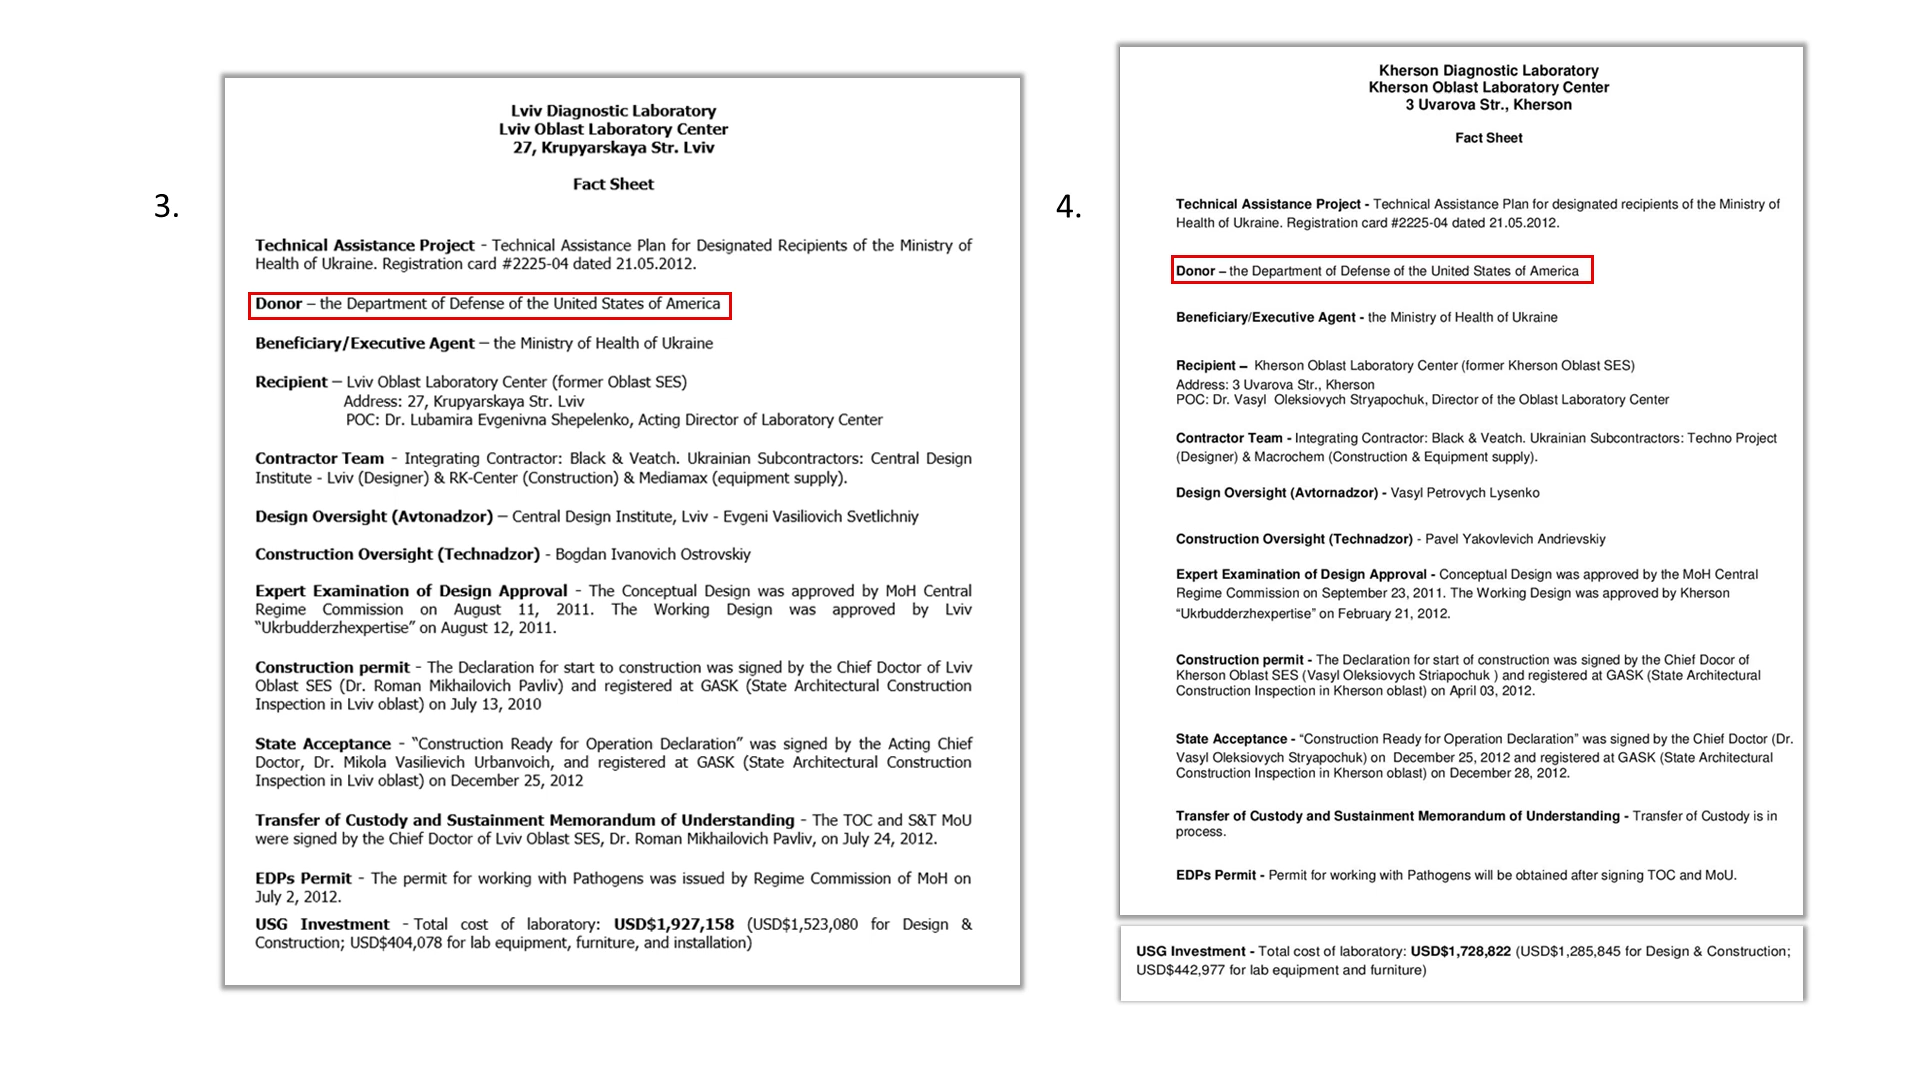 3.
Lviv Diagnostic Laboratory
Lviv Oblast Laboratory Center
27, Krupyarskaya Str. Lviv
Fact Sheet
Technical Assistance Project - Technical Assistance Plan for Designated Recipients of the Ministry of
Health of Ukraine. Registration card #2225-04 dated 21.05.2012.
Donor – the Department of Defense of the United States of America
Beneficiary/Executive Agent – the Ministry of Health of Ukraine
Recipient – Lviv Oblast Laboratory Center (former Oblast SES)
Address: 27, Krupyarskaya Str. Lviv
POC: Dr. Lubamira Evgenivna Shepelenko, Acting Director of Laboratory Center
Contractor Team - Integrating Contractor: Black & Veatch. Ukrainian Subcontractors: Central Design
Institute - Lviv (Designer) & RK-Center (Construction) & Mediamax (equipment supply).
Design Oversight (Avtonadzor) – Central Design Institute, Lviv - Evgeni Vasiliovich Svetlichniy
Construction Oversight (Technadzor) - Bogdan Ivanovich Ostrovskiy
Expert Examination of Design Approval - The Conceptual Design was approved by MoH Central
Regime Commission on August 11, 2011. The Working Design was approved by Lviv
“Ukrbudderzhexpertise” on August 12, 2011.
Construction permit - The Declaration for start to construction was signed by the Chief Doctor of Lviv
Oblast SES (Dr. Roman Mikhailovich Pavliv) and registered at GASK (State Architectural Construction
Inspection in Lviv oblast) on July 13, 2010
State Acceptance - “Construction Ready for Operation Declaration” was signed by the Acting Chief
Doctor, Dr. Mikola Vasilievich Urbanvoich, and registered at GASK (State Architectural Construction
Inspection in Lviv oblast) on December 25, 2012
Transfer of Custody and Sustainment Memorandum of Understanding - The TOC and S&T MoU
were signed by the Chief Doctor of Lviv Oblast SES, Dr. Roman Mikhailovich Pavliv, on July 24, 2012.
EDPs Permit - The permit for working with Pathogens was issued by Regime Commission of MoH on
July 2, 2012.
USG Investment - Total cost of laboratory: USD$1,927,158 (USD$1,523,080 for Design &
Construction; USD$404,078 for lab equipment, furniture, and installation)
4.
Kherson Diagnostic Laboratory
Kherson Oblast Laboratory Center
3 Uvarova Str., Kherson
Fact Sheet
Technical Assistance Project - Technical Assistance Plan for designated recipients of the Ministry of
Health of Ukraine. Registration card #2225-04 dated 21.05.2012.
Donor – the Department of Defense of the United States of America
Beneficiary/Executive Agent - the Ministry of Health of Ukraine
Recipient – Kherson Oblast Laboratory Center (former Kherson Oblast SES)
Address: 3 Uvarova Str., Kherson
POC: Dr. Vasyl Oleksiovych Stryapochuk, Director of the Oblast Laboratory Center
Contractor Team - Integrating Contractor: Black & Veatch. Ukrainian Subcontractors: Techno Project
(Designer) & Macrochem (Construction & Equipment supply).
Design Oversight (Avtornadzor) - Vasyl Petrovych Lysenko
Construction Oversight (Technadzor) - Pavel Yakovlevich Andrievskiy
Expert Examination of Design Approval - Conceptual Design was approved by the MoH Central
Regime Commission on September 23, 2011. The Working Design was approved by Kherson
“Ukrbudderzhexpertise” on February 21, 2012.
Construction permit - The Declaration for start of construction was signed by the Chief Docor of
Kherson Oblast SES (Vasyl Oleksiovych Striapochuk ) and registered at GASK (State Architectural
Construction Inspection in Kherson oblast) on April 03, 2012.
State Acceptance - “Construction Ready for Operation Declaration” was signed by the Chief Doctor (Dr.
Vasyl Oleksiovych Stryapochuk) on December 25, 2012 and registered at GASK (State Architectural
Construction Inspection in Kherson oblast) on December 28, 2012.
Transfer of Custody and Sustainment Memorandum of Understanding - Transfer of Custody is in
process.
EDPs Permit - Permit for working with Pathogens will be obtained after signing TOC and MoU.
USG Investment - Total cost of laboratory: USD$1,728,822 (USD$1,285,845 for Design & Construction;
USD$442,977 for lab equipment and furniture)